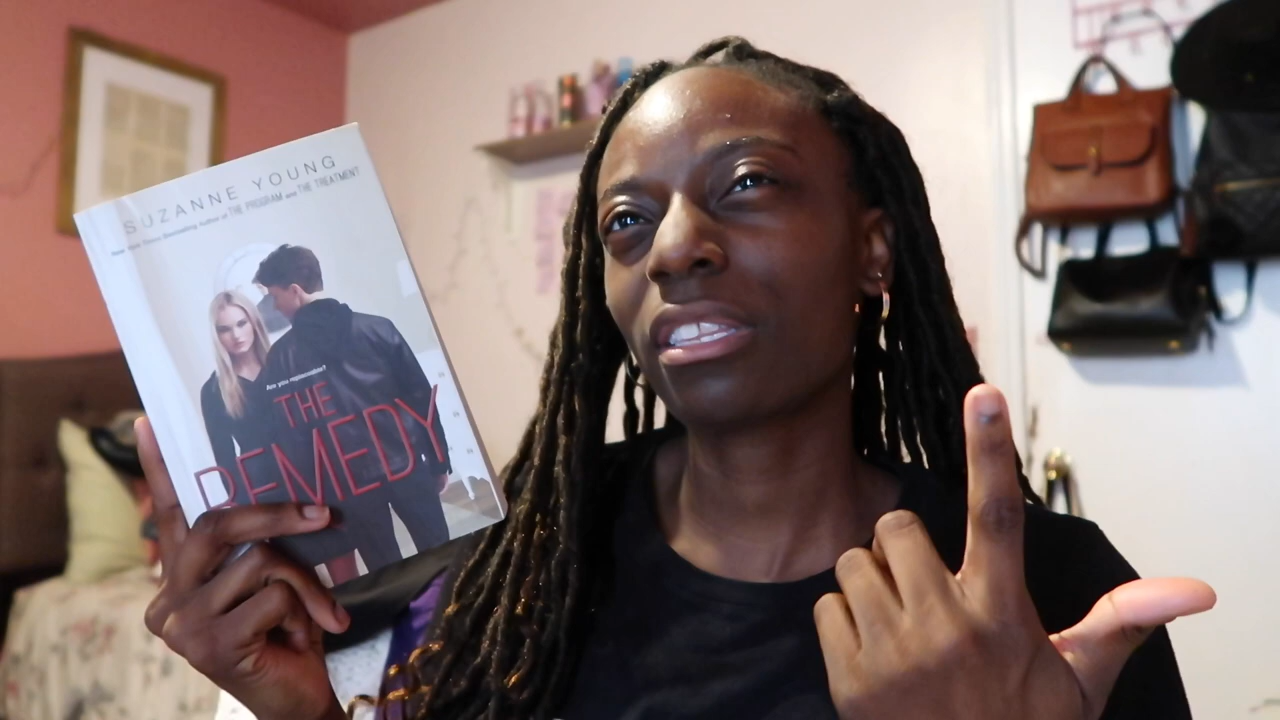 SUZANNE YOUNG
New York Times Bestselling Author of THE PROGRAM and THE TREATMENT
Are you replaceable?
THE
REMEDY